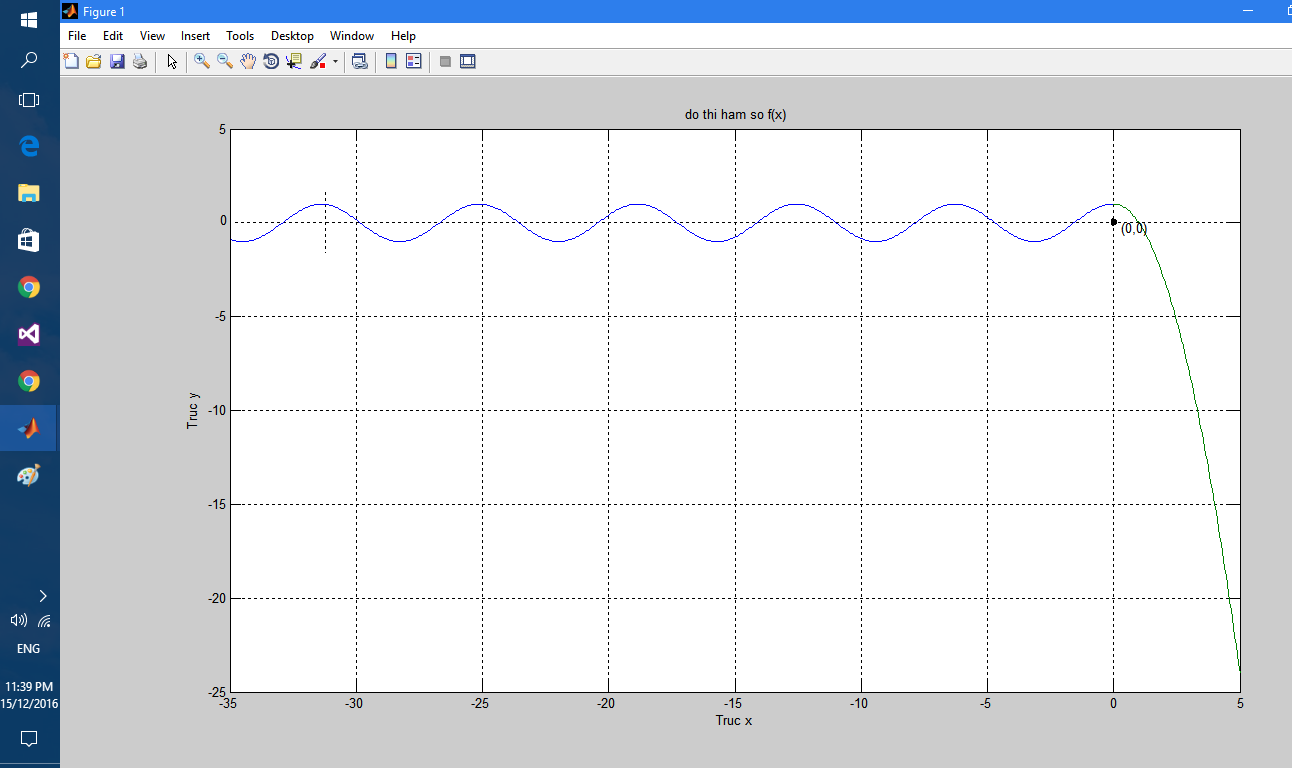 Figure 1
File Edit View Insert Tools Desktop Window Help
do thi ham so f(x)
5
0
-5
-10
-15
-20
-25
Truc y
(0,0)
-35 -30 -25 -20 -15 -10 -5 0 5
Truc x
ENG
11:39 PM
15/12/2016